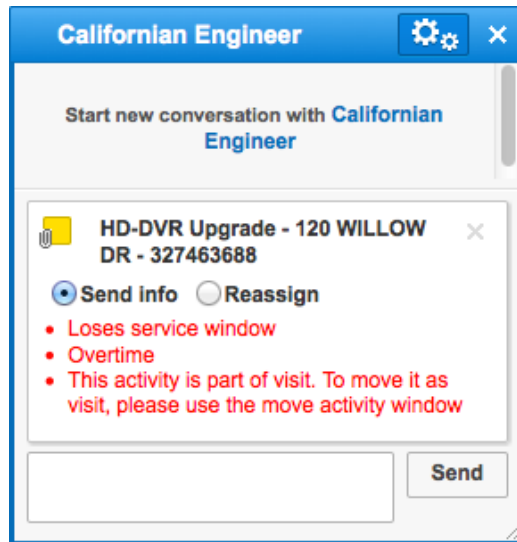 Californian Engineer
Start new conversation with Californian
Engineer
HD-DVR Upgrade - 120 WILLOW
DR - 327463688
Send info Reassign
Loses service window
Overtime
This activity is part of visit. To move it as
visit, please use the move activity window
Send